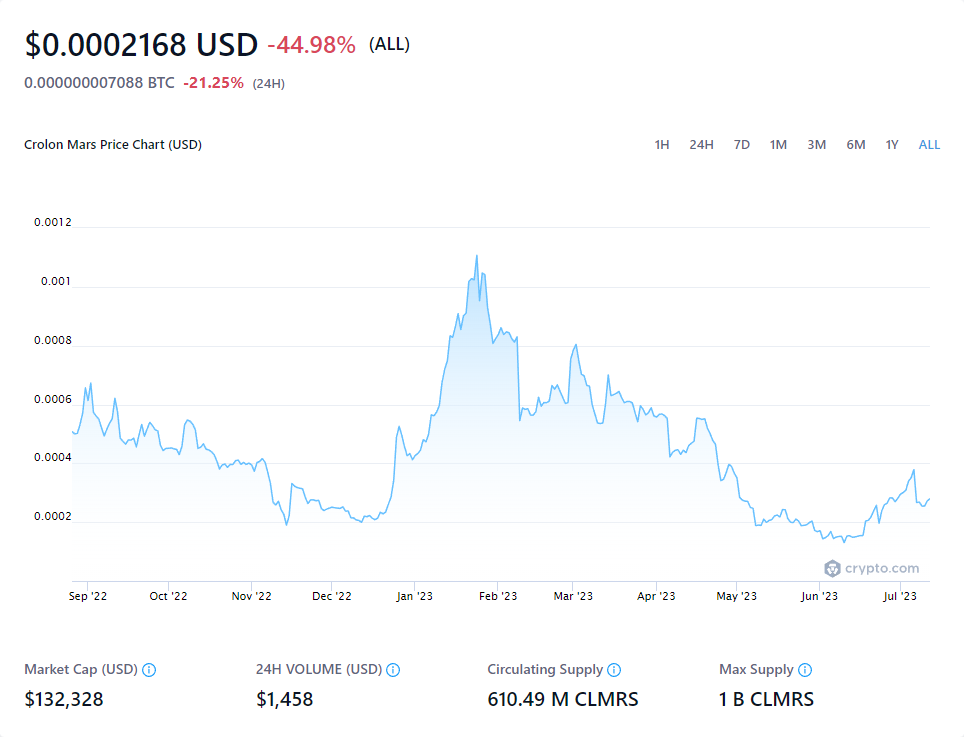 $0.0002168 USD -44.98% (ALL)
0.000000007088 BTC -21.25% (24H)
Crolon Mars Price Chart (USD) 1H 24H 7D 1M 3M 6M 1Y ALL
0.0012
0.001
0.0008
0.0006
0.0004
0.0002
crypto.com
Sep '22 Oct '22 Nov '22 Dec '22 Jan '23 Feb '23 Mar '23 Apr '23 May '23 Jun '23 Jul '23
Market Cap (USD) 24H VOLUME (USD) Circulating Supply Max Supply
$132,328 $1,458 610.49 M CLMRS 1 B CLMRS